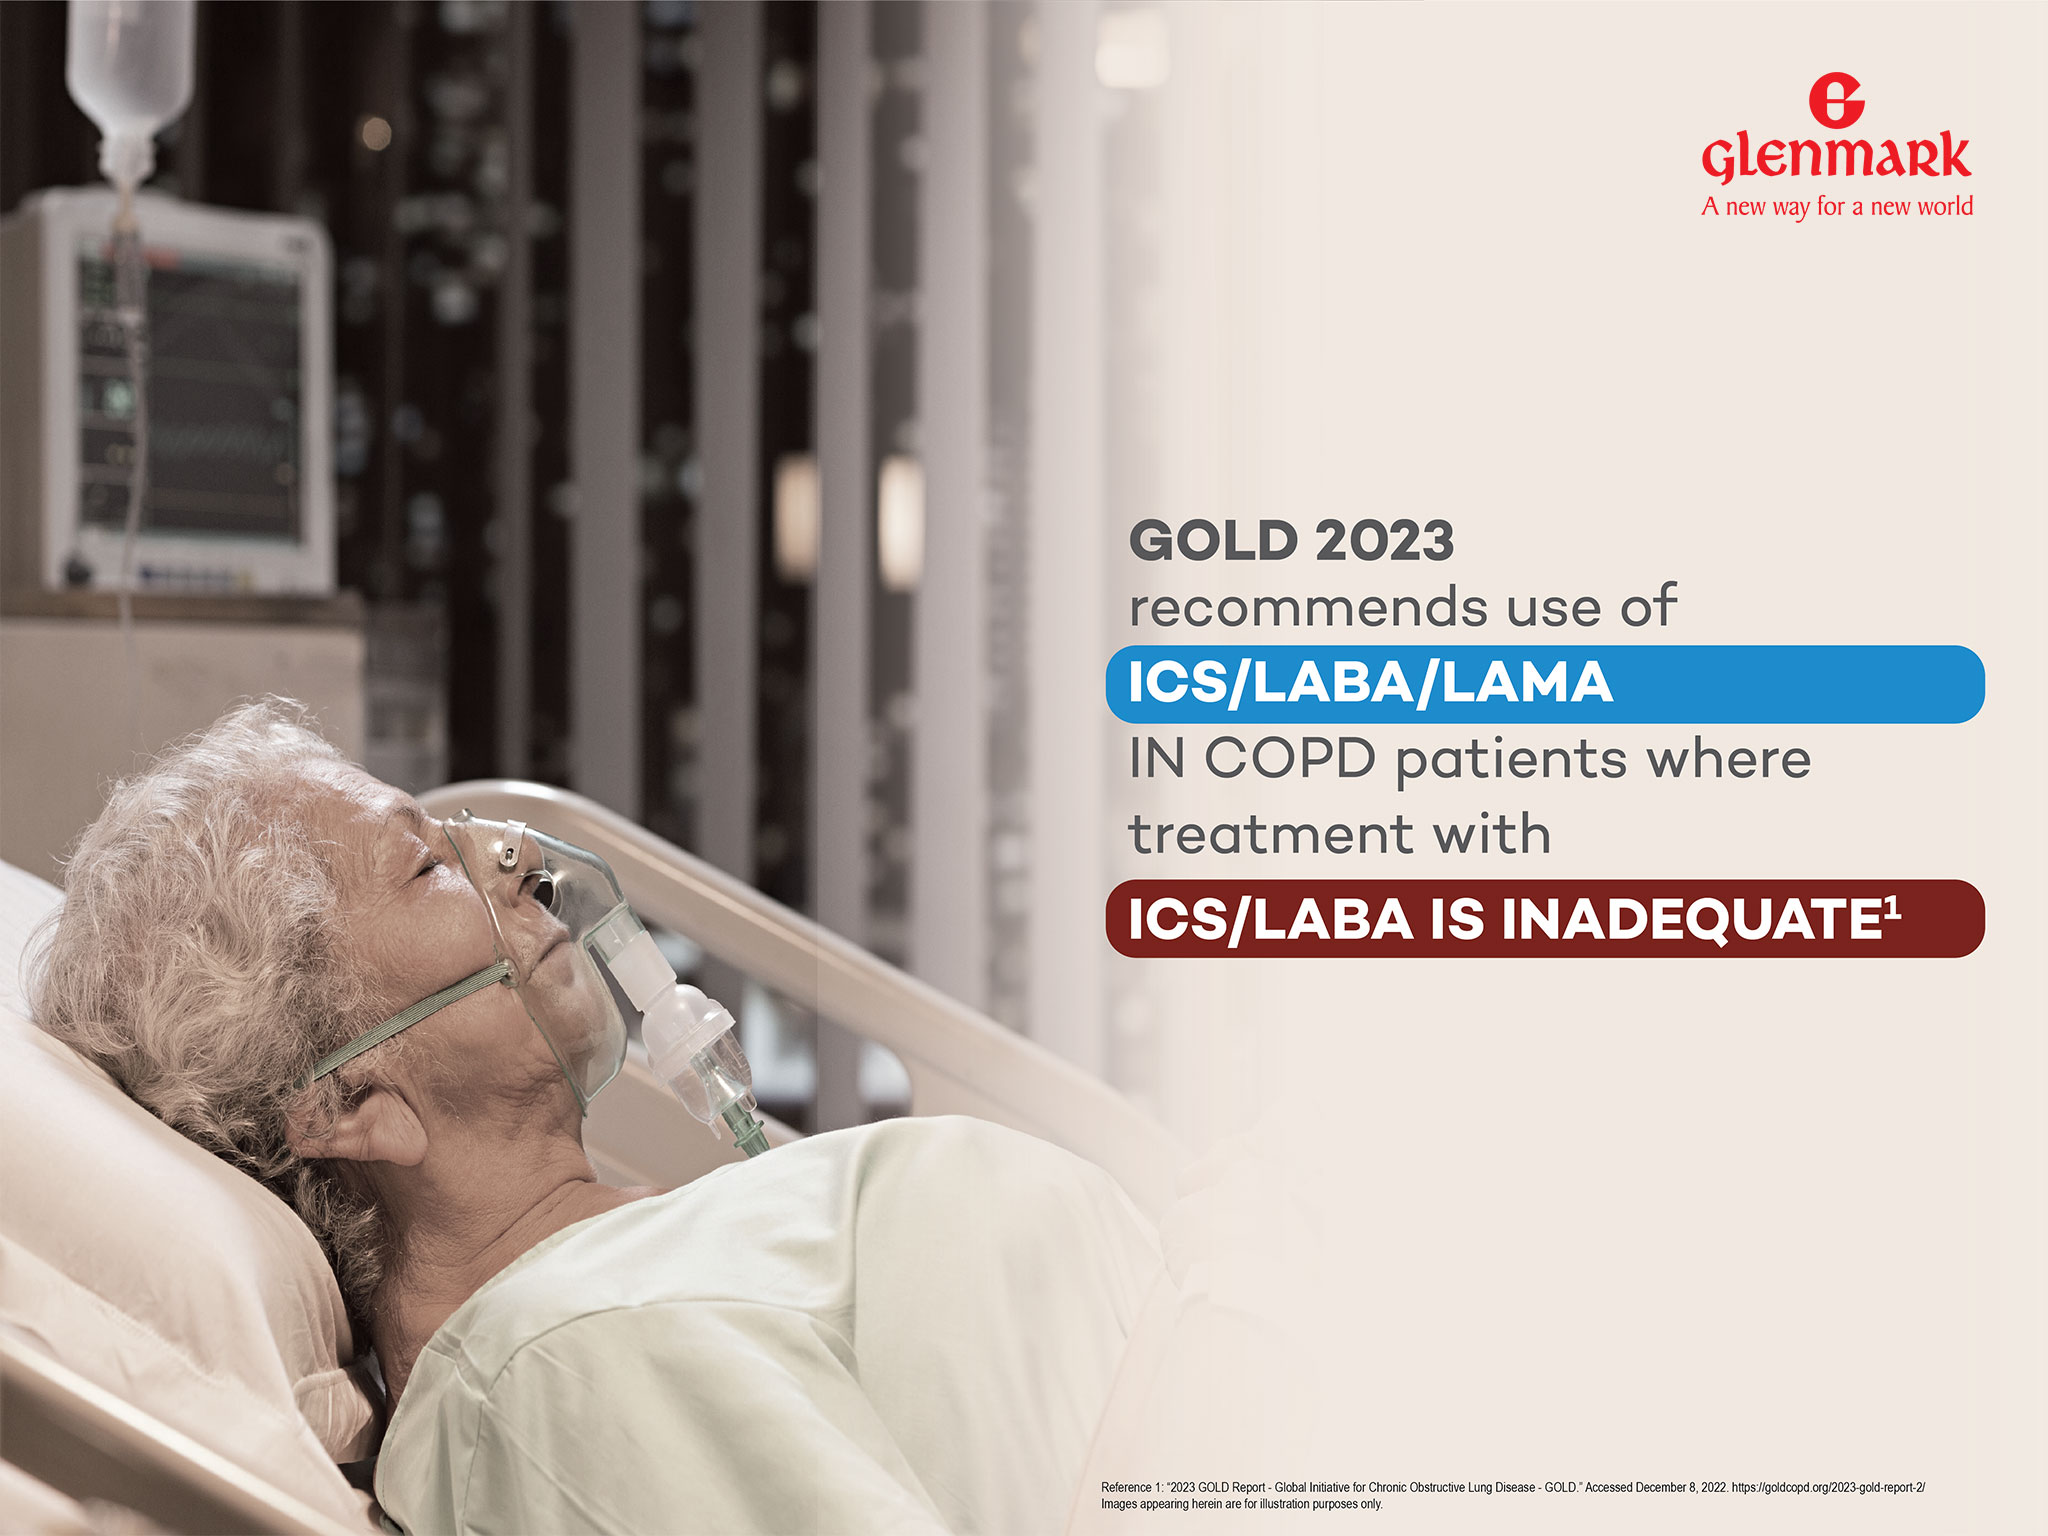 glenmark
A new way for a new world
GOLD 2023
recommends use of
ICS/LABA/LAMA
IN COPD patients where
treatment with
ICS/LABA IS INADEQUATE¹
Reference 1: “2023 GOLD Report - Global Initiative for Chronic Obstructive Lung Disease - GOLD.” Accessed December 8, 2022. https://goldcopd.org/2023-gold-report-2/
Images appearing herein are for illustration purposes only.